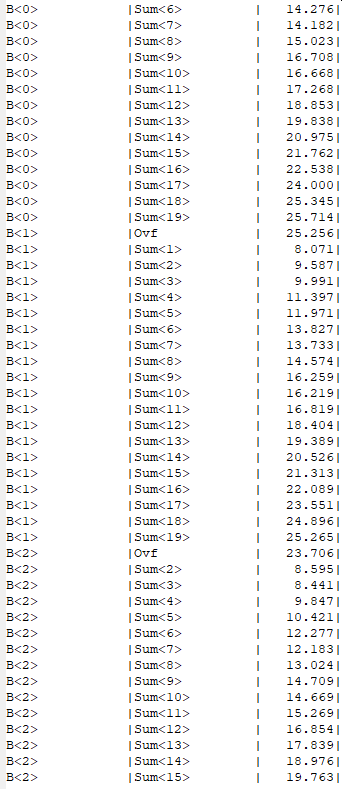 B<0> |Sum<6> | 14.276|
B<0> |Sum<7> | 14.182|
B<0> |Sum<8> | 15.023|
B<0> |Sum<9> | 16.708|
B<0> |Sum<10> | 16.668|
B<0> |Sum<11> | 17.268|
B<0> |Sum<12> | 18.853|
B<0> |Sum<13> | 19.838|
B<0> |Sum<14> | 20.975|
B<0> |Sum<15> | 21.762|
B<0> |Sum<16> | 22.538|
B<0> |Sum<17> | 24.000|
B<0> |Sum<18> | 25.345|
B<0> |Sum<19> | 25.714|
B<1> |Ovf | 25.256|
B<1> |Sum<1> | 8.071|
B<1> |Sum<2> | 9.587|
B<1> |Sum<3> | 9.991|
B<1> |Sum<4> | 11.397|
B<1> |Sum<5> | 11.971|
B<1> |Sum<6> | 13.827|
B<1> |Sum<7> | 13.733|
B<1> |Sum<8> | 14.574|
B<1> |Sum<9> | 16.259|
B<1> |Sum<10> | 16.219|
B<1> |Sum<11> | 16.819|
B<1> |Sum<12> | 18.404|
B<1> |Sum<13> | 19.389|
B<1> |Sum<14> | 20.526|
B<1> |Sum<15> | 21.313|
B<1> |Sum<16> | 22.089|
B<1> |Sum<17> | 23.551|
B<1> |Sum<18> | 24.896|
B<1> |Sum<19> | 25.265|
B<2> |Ovf | 23.706|
B<2> |Sum<2> | 8.595|
B<2> |Sum<3> | 8.441|
B<2> |Sum<4> | 9.847|
B<2> |Sum<5> | 10.421|
B<2> |Sum<6> | 12.277|
B<2> |Sum<7> | 12.183|
B<2> |Sum<8> | 13.024|
B<2> |Sum<9> | 14.709|
B<2> |Sum<10> | 14.669|
B<2> |Sum<11> | 15.269|
B<2> |Sum<12> | 16.854|
B<2> |Sum<13> | 17.839|
B<2> |Sum<14> | 18.976|
B<2> |Sum<15> | 19.763|